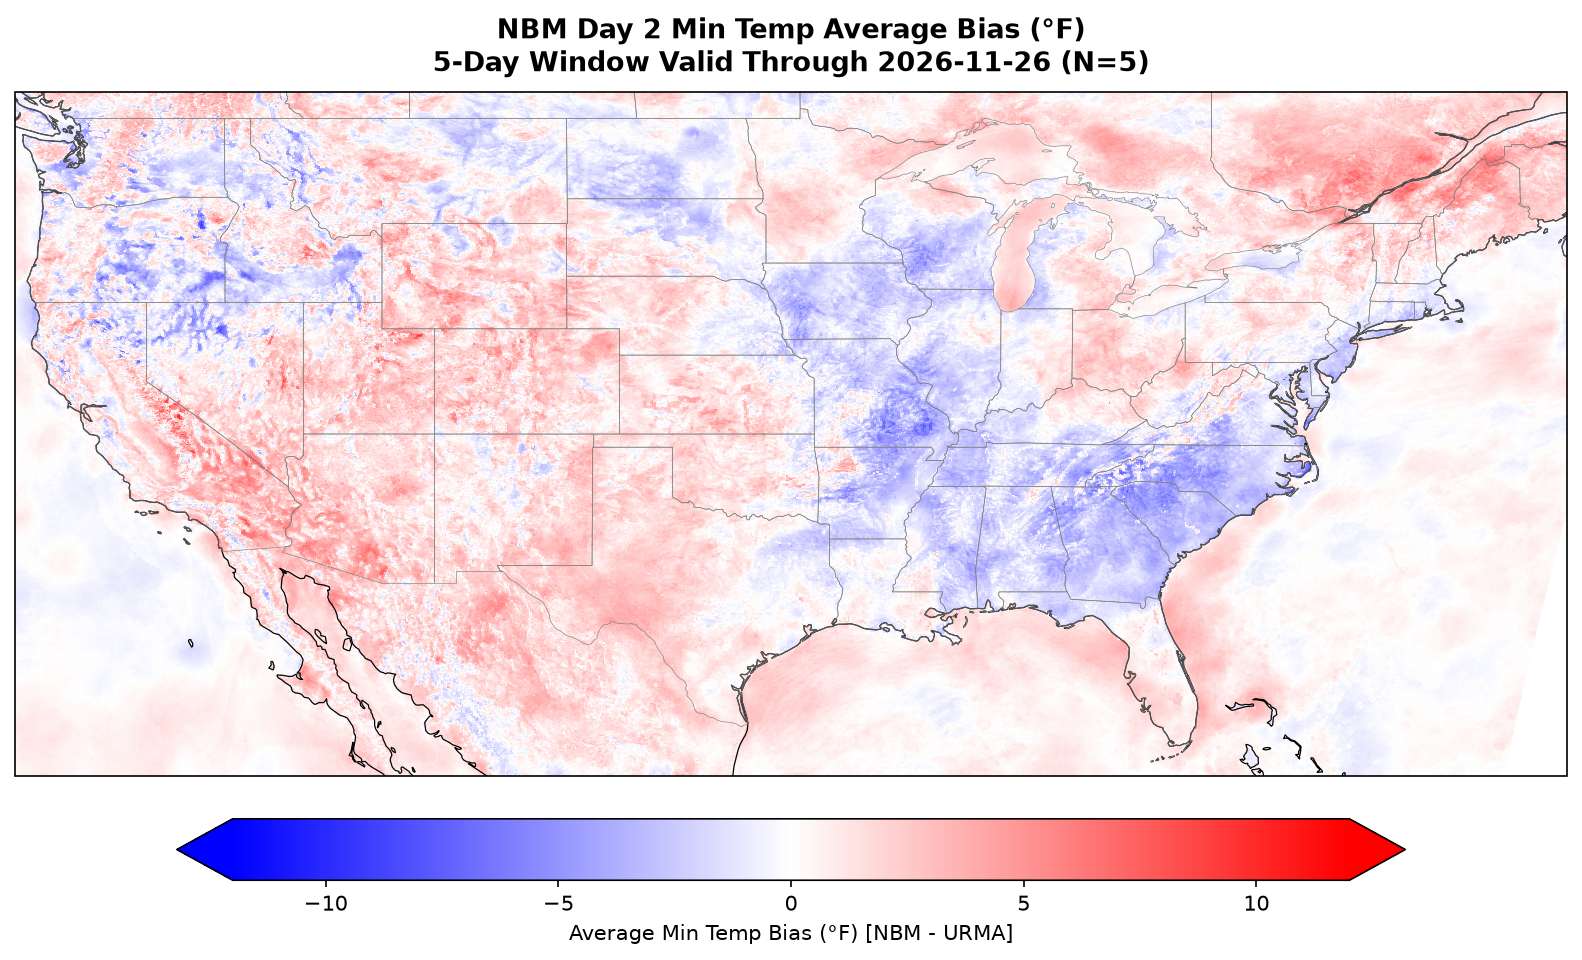 NBM Day 2 Min Temp Average Bias (°F)
5-Day Window Valid Through 2026-11-26 (N=5)
−10 −5 0 5 10
Average Min Temp Bias (°F) [NBM - URMA]